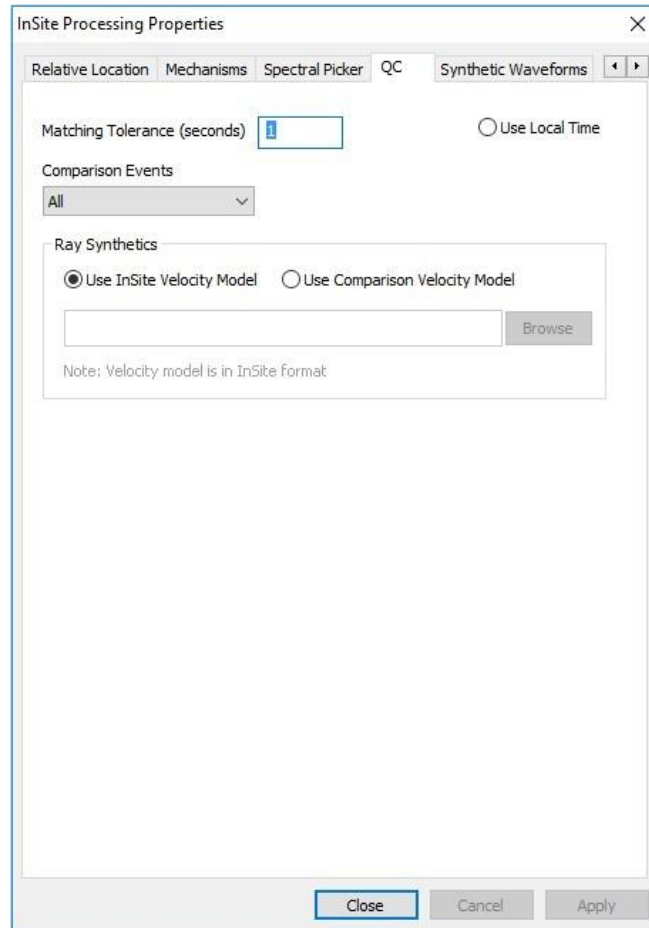 InSite Processing Properties
Relative Location Mechanisms Spectral Picker QC Synthetic Waveforms
Matching Tolerance (seconds) 1 Use Local Time
Comparison Events
All
Ray Synthetics
Use InSite Velocity Model Use Comparison Velocity Model
Browse
Note: Velocity model is in InSite format
Close Cancel Apply